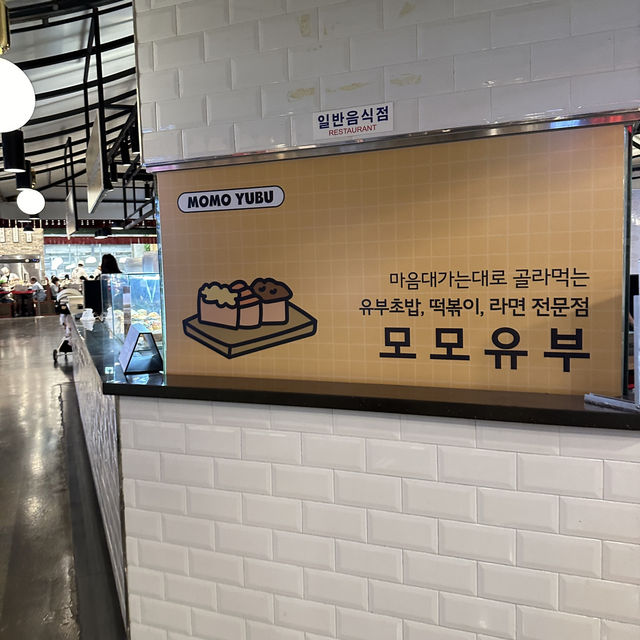 일반음식점
RESTAURANT
MOMO YUBU
마음대가는대로 골라먹는
유부초밥, 떡볶이, 라면 전문점
모모유부